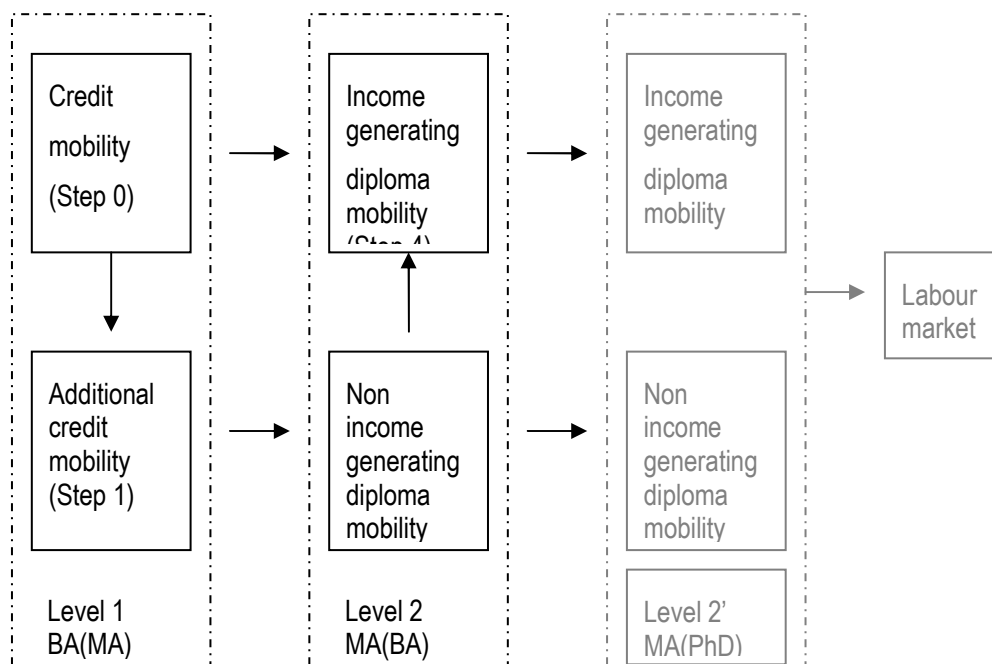 Credit
mobility
(Step 0)
Income
generating
diploma
mobility
(Step 4)
Income
generating
diploma
mobility
Labour
market
Additional
credit
mobility
(Step 1)
Non
income
generating
diploma
mobility
Non
income
generating
diploma
mobility
Level 1
BA(MA)
Level 2
MA(BA)
Level 2’
MA(PhD)